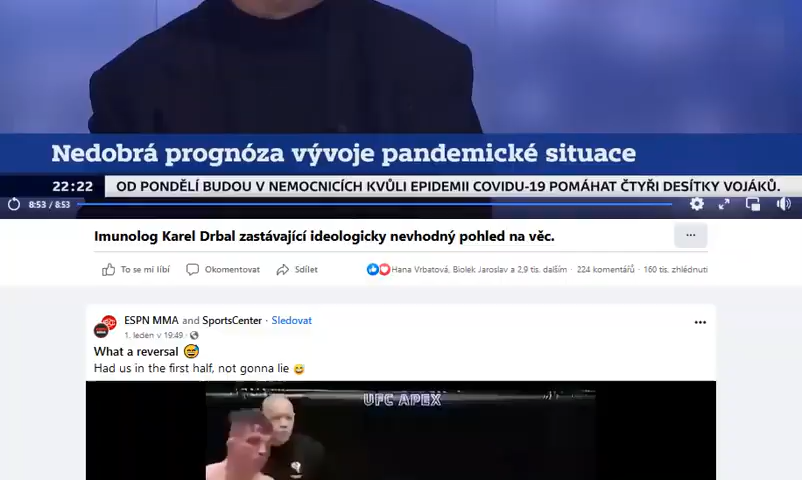 Nedobrá prognóza vývoje pandemické situace
22:22 OD PONDĚLÍ BUDOU V NEMOCNICÍCH KVŮLI EPIDEMII COVIDU-19 POMÁHAT ČTYŘI DESÍTKY VOJÁKŮ.
8:53 / 8:53
Imunolog Karel Drbal zastávající ideologicky nevhodný pohled na věc.
To se mi líbí Okomentovat Sdílet Hana Vrbatová, Biolek Jaroslav a 2,9 tis. dalším · 224 komentářů · 160 tis. zhlédnutí
ESPN MMA and SportsCenter · Sledovat
1. leden v 19:49 ·
What a reversal 😅
Had us in the first half, not gonna lie 😄
UFC APEX